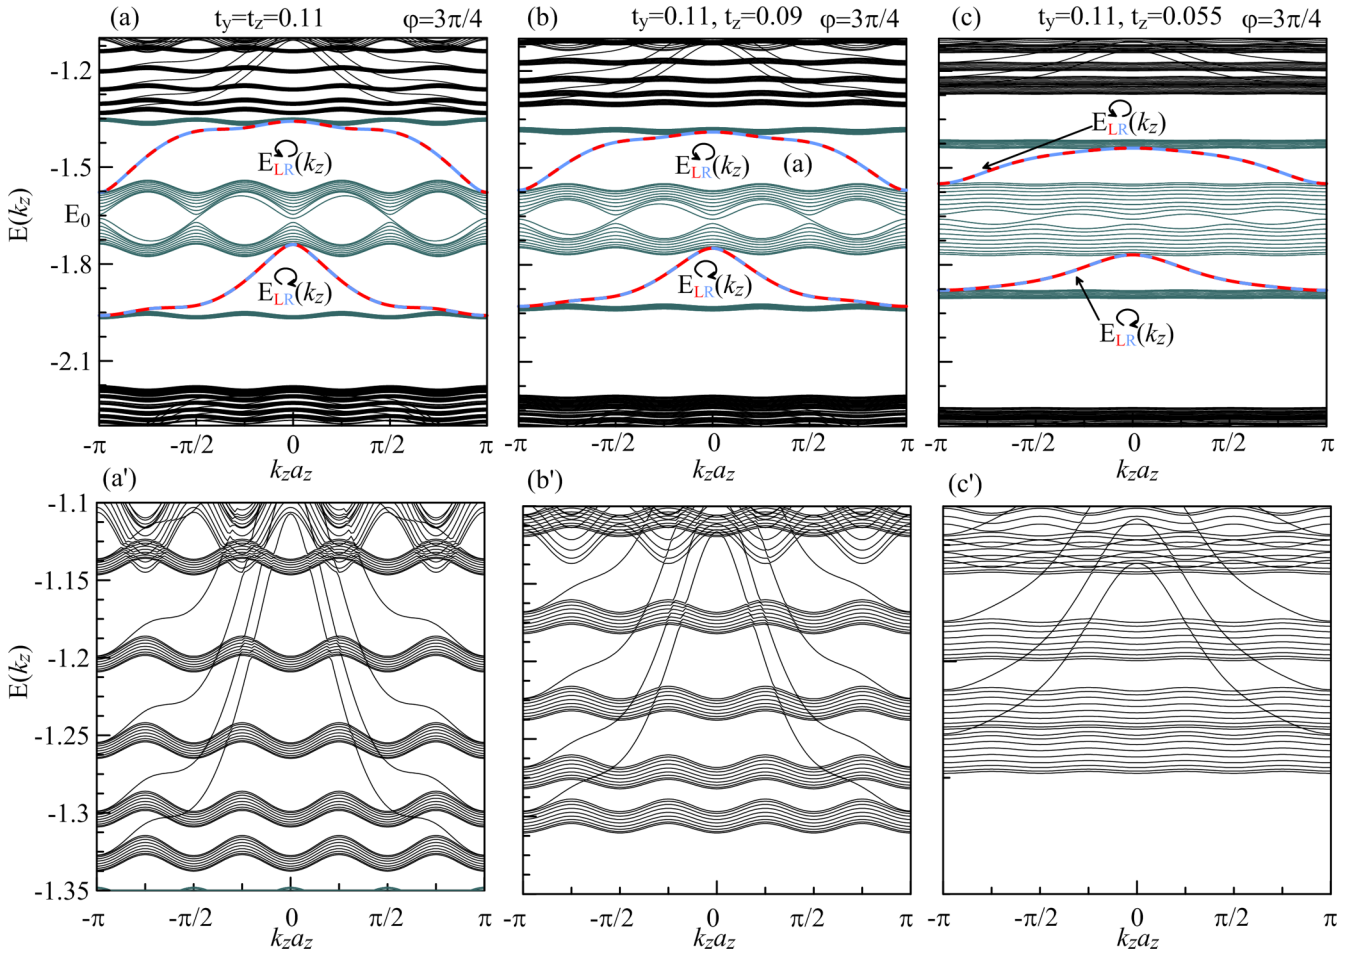 (a) t_y=t_z=0.11 φ=3π/4
(b) t_y=0.11, t_z=0.09 φ=3π/4
(c) t_y=0.11, t_z=0.055 φ=3π/4
E(k_z)
-1.2
-1.5
E_0
-1.8
-2.1
E_LR(k_z)
E_LR(k_z)
E_LR(k_z) (a)
E_LR(k_z)
E_LR(k_z)
E_LR(k_z)
-π -π/2 0 π/2 π
-π/2 0 π/2 π
-π -π/2 0 π/2 π
k_za_z
k_za_z
k_za_z
(a')
(b')
(c')
E(k_z)
-1.1
-1.15
-1.2
-1.25
-1.3
-1.35
-π -π/2 0 π/2 π
-π -π/2 0 π/2 π
-π -π/2 0 π/2 π
k_za_z
k_za_z
k_za_z